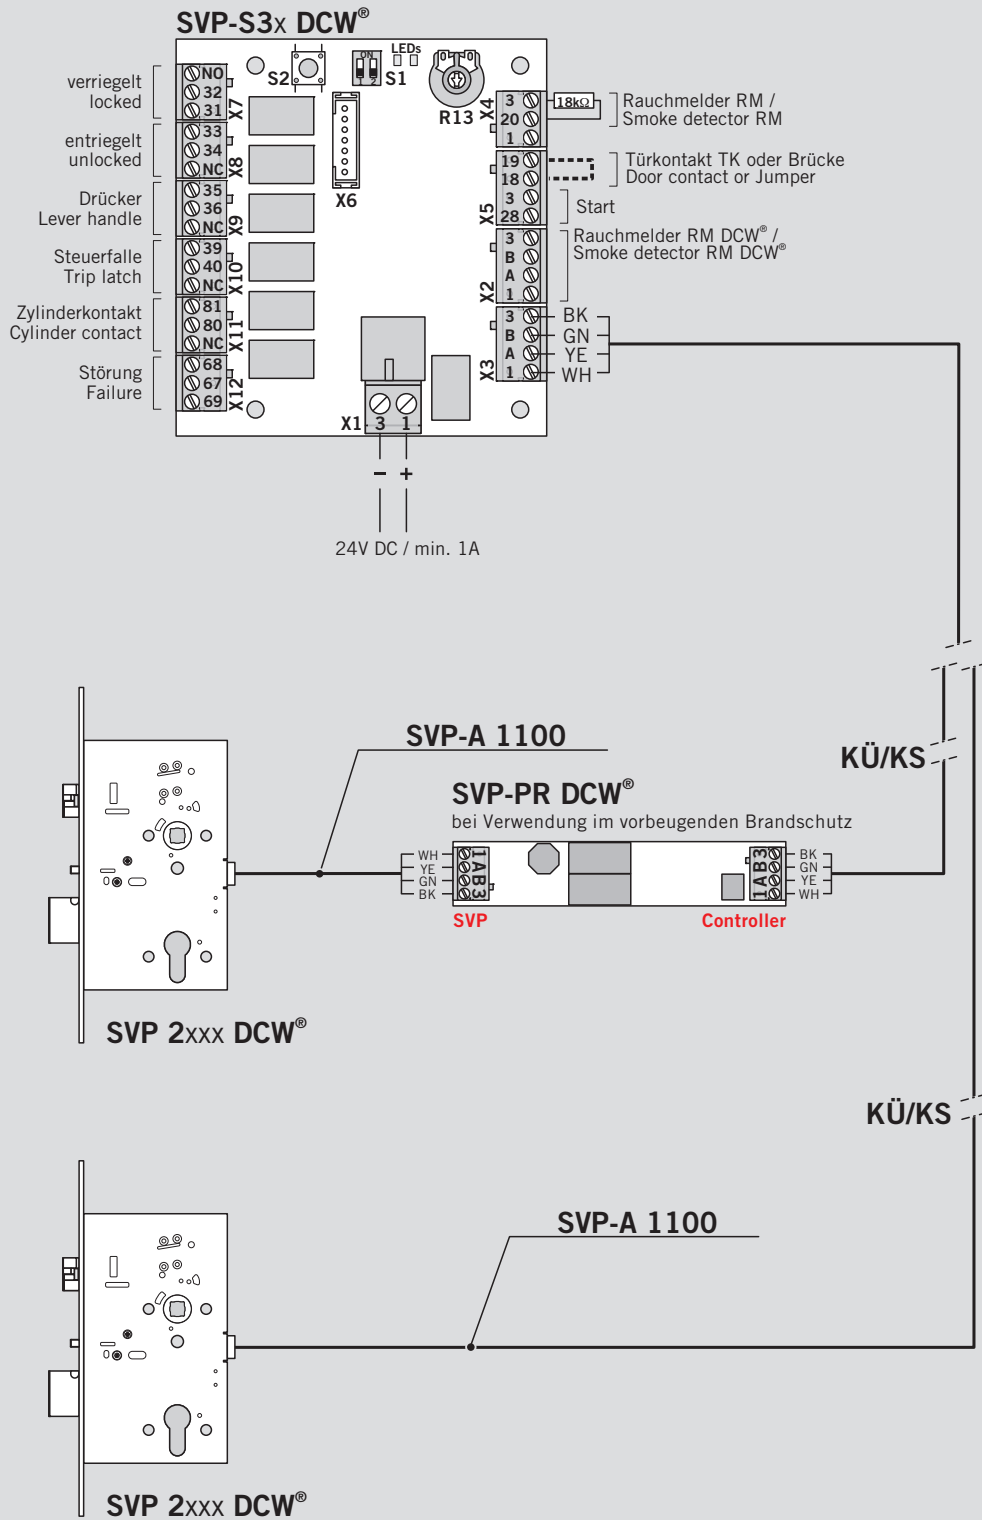 SVP-S3x DCW®
verriegelt
locked
NO
32
31
X7
entriegelt
unlocked
33
34
NC
X8
Drücker
Lever handle
35
36
NC
X9
Steuerfalle
Trip latch
39
40
NC
X10
Zylinderkontakt
Cylinder contact
81
80
NC
X11
Störung
Failure
68
67
69
X12
S2
ON
1 2
S1
LEDs
R13
X6
X4
3
20
1
18kΩ
Rauchmelder RM /
Smoke detector RM
X5
19
18
3
28
Türkontakt TK oder Brücke
Door contact or Jumper
Start
X2
3
B
A
1
Rauchmelder RM DCW® /
Smoke detector RM DCW®
X3
3
B
A
1
BK
GN
YE
WH
X1
3 1
– +
24V DC / min. 1A
SVP-A 1100
KÜ/KS
SVP-PR DCW®
bei Verwendung im vorbeugenden Brandschutz
WH
YE
GN
BK
1AB3
1AB3
BK
GN
YE
WH
SVP
Controller
SVP 2xxx DCW®
KÜ/KS
SVP-A 1100
SVP 2xxx DCW®